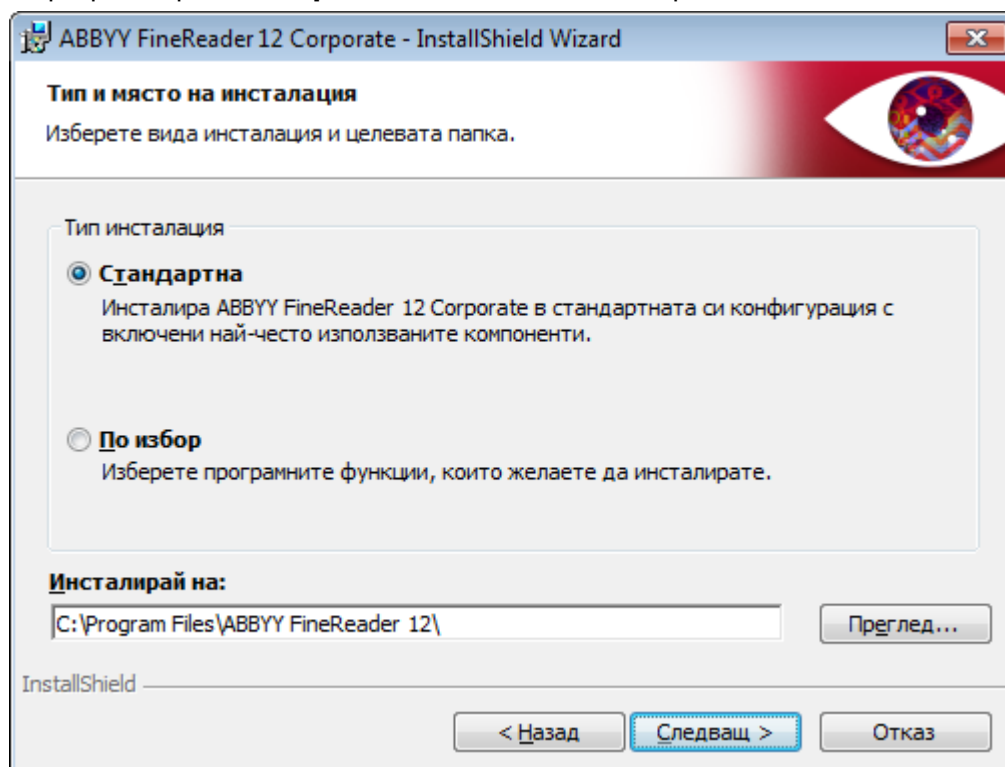 ABBYY FineReader 12 Corporate - InstallShield Wizard
Тип и място на инсталация
Изберете вида инсталация и целевата папка.
Тип инсталация
Стандартна
Инсталира ABBYY FineReader 12 Corporate в стандартната си конфигурация с
включени най-често използваните компоненти.
По избор
Изберете програмните функции, които желаете да инсталирате.
Инсталирай на:
C:\Program Files\ABBYY FineReader 12\
Преглед...
InstallShield
< Назад
Следващ >
Отказ